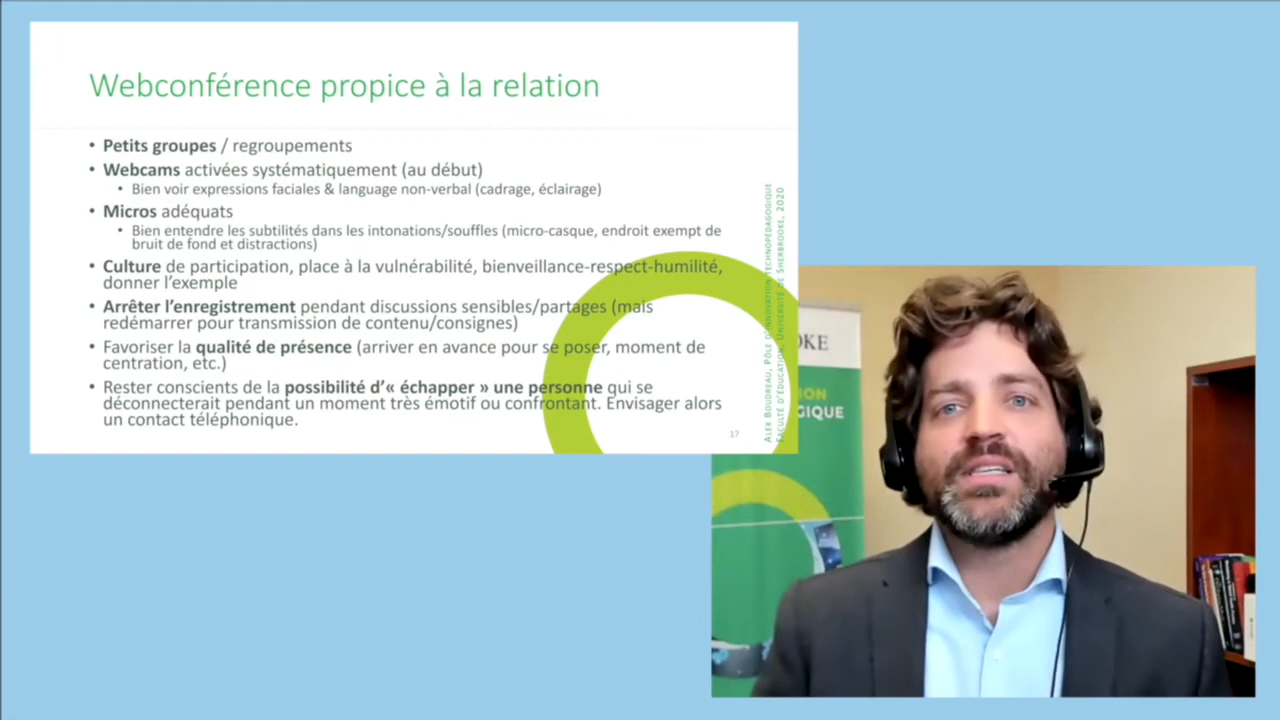 Webconférence propice à la relation
• Petits groupes / regroupements
• Webcams activées systématiquement (au début)
• Bien voir expressions faciales & language non-verbal (cadrage, éclairage)
• Micros adéquats
• Bien entendre les subtilités dans les intonations/souffles (micro-casque, endroit exempt de
bruit de fond et distractions)
• Culture de participation, place à la vulnérabilité, bienveillance-respect-humilité,
donner l'exemple
• Arrêter l'enregistrement pendant discussions sensibles/partages (mais
redémarrer pour transmission de contenu/consignes)
• Favoriser la qualité de présence (arriver en avance pour se poser, moment de
centration, etc.)
• Rester conscients de la possibilité d'« échapper » une personne qui se
déconnecterait pendant un moment très émotif ou confrontant. Envisager alors
un contact téléphonique.
17
Alex Boudreau, Pôle d'innovation technopédagogique
Faculté d'éducation, Université de Sherbrooke, 2020
OKE
ION
GIQUE